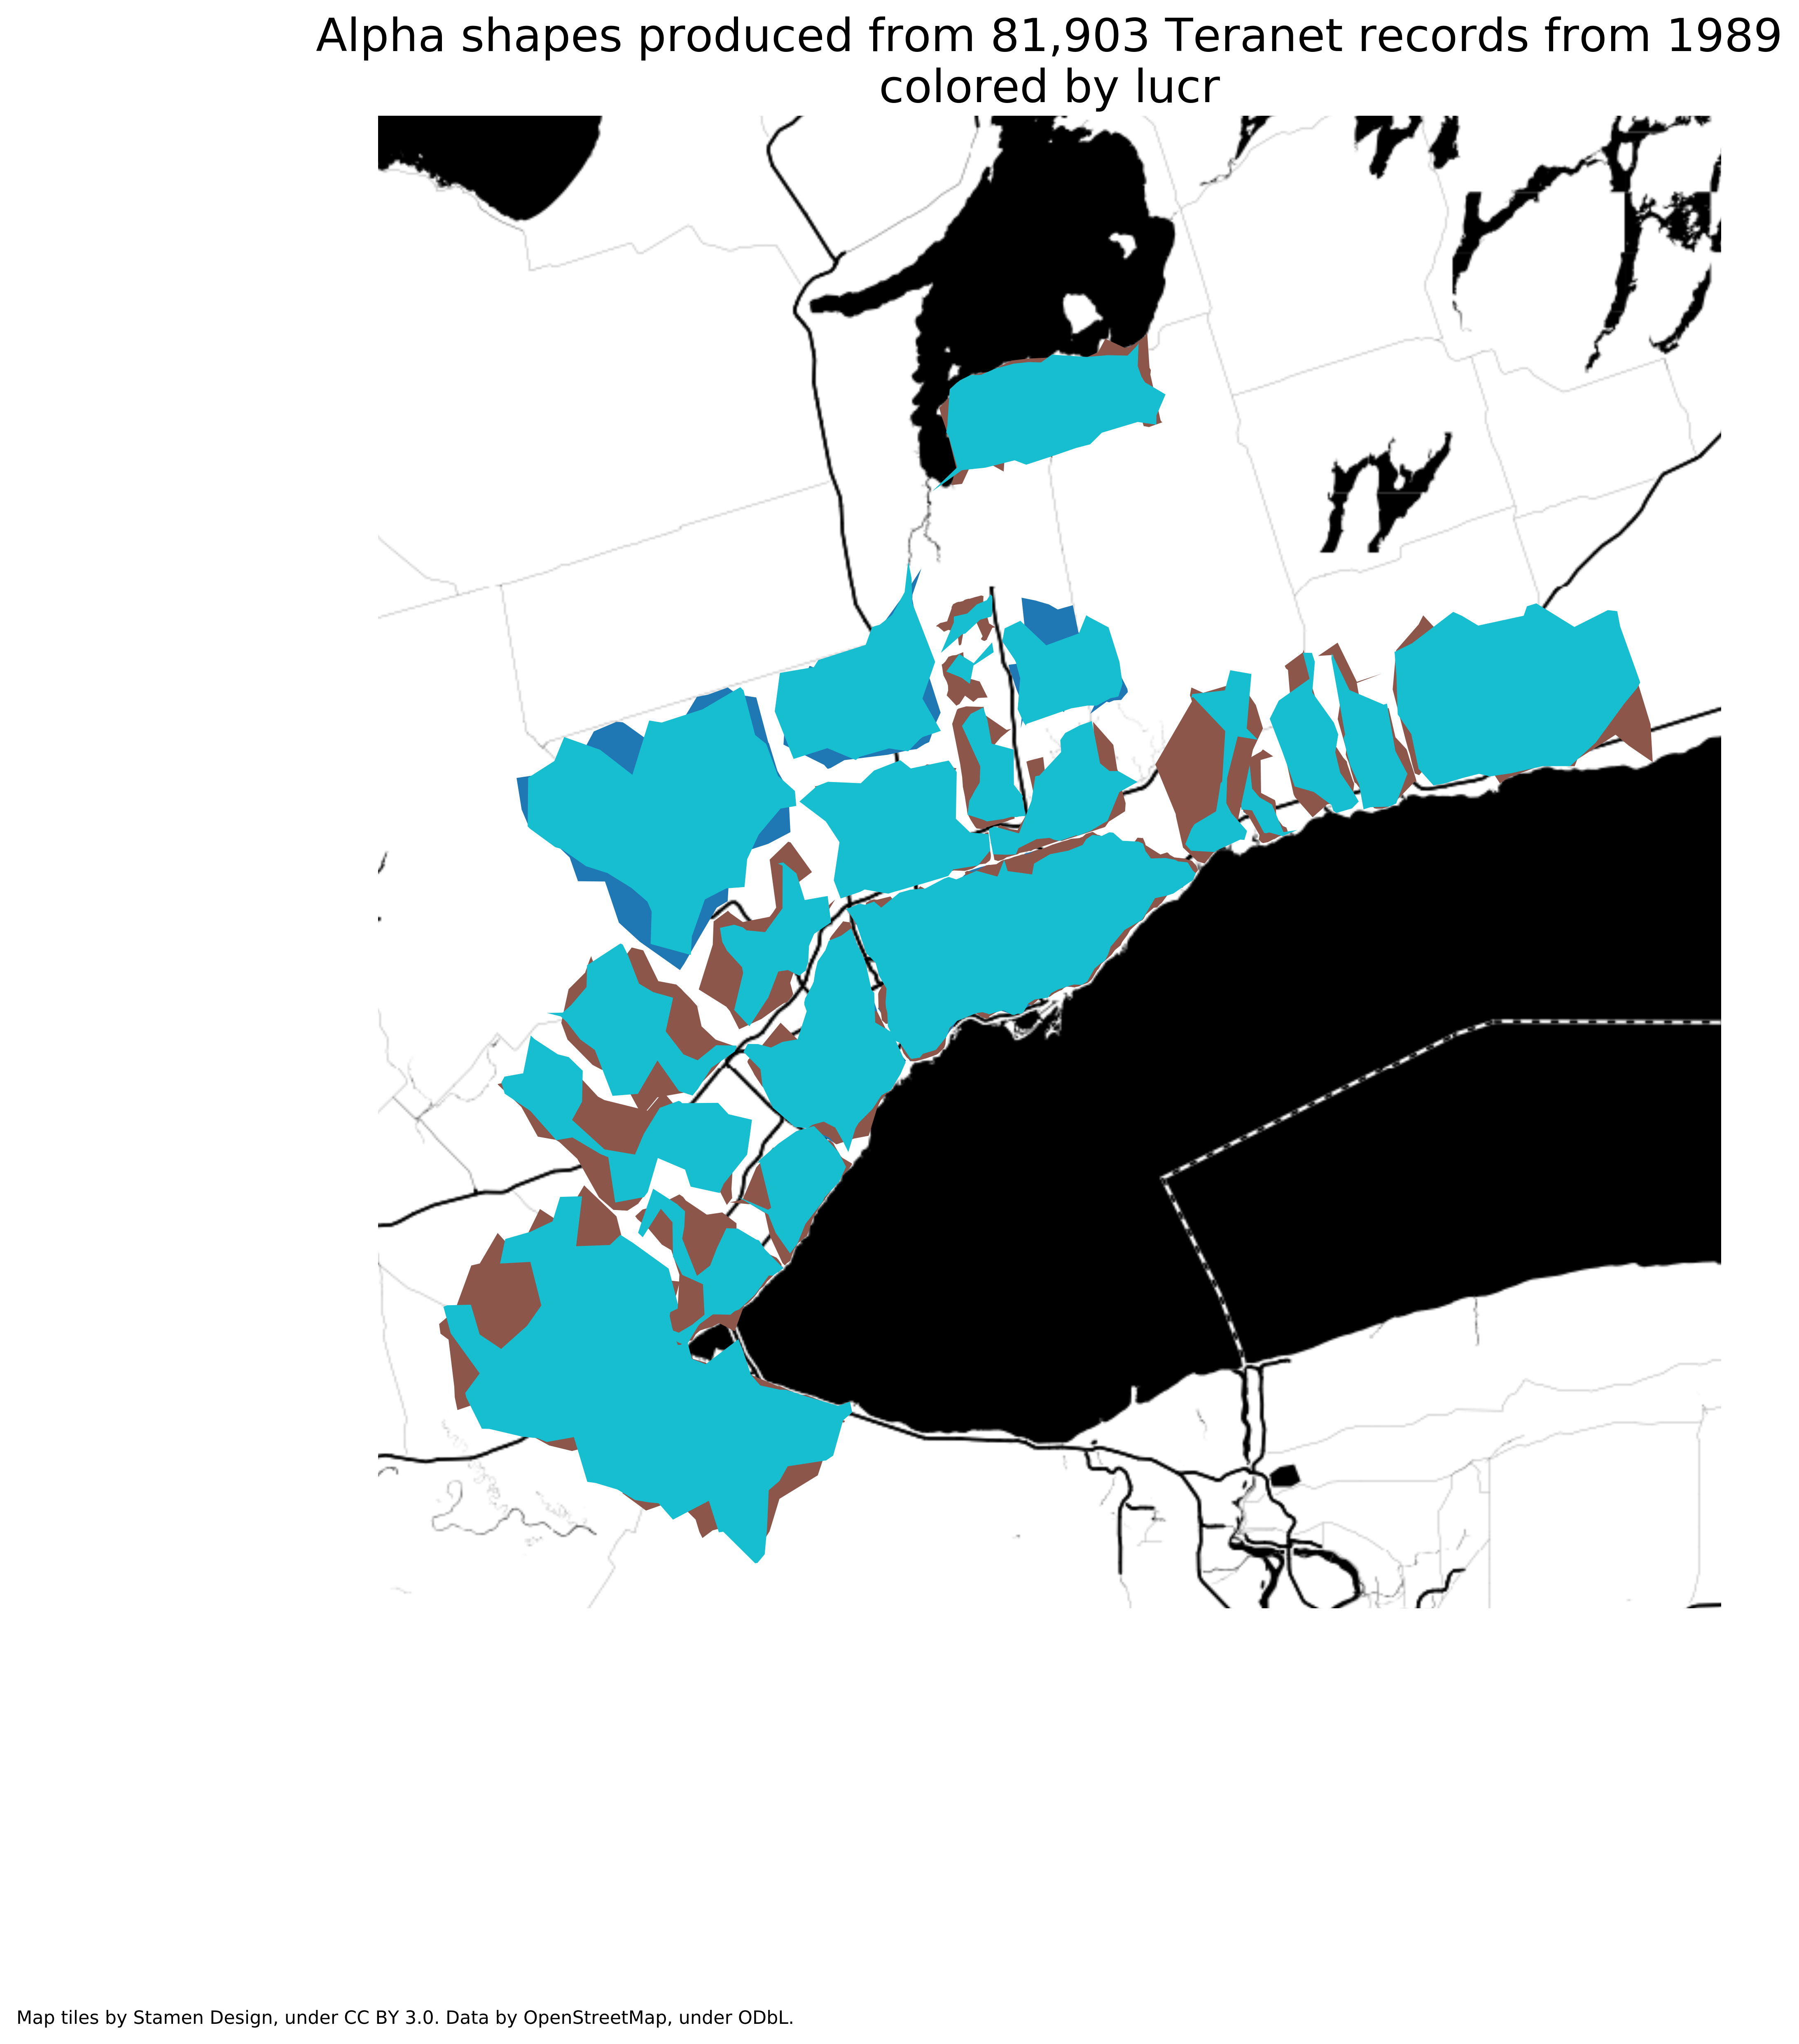 Alpha shapes produced from 81,903 Teranet records from 1989
colored by lucr
Map tiles by Stamen Design, under CC BY 3.0. Data by OpenStreetMap, under ODbL.